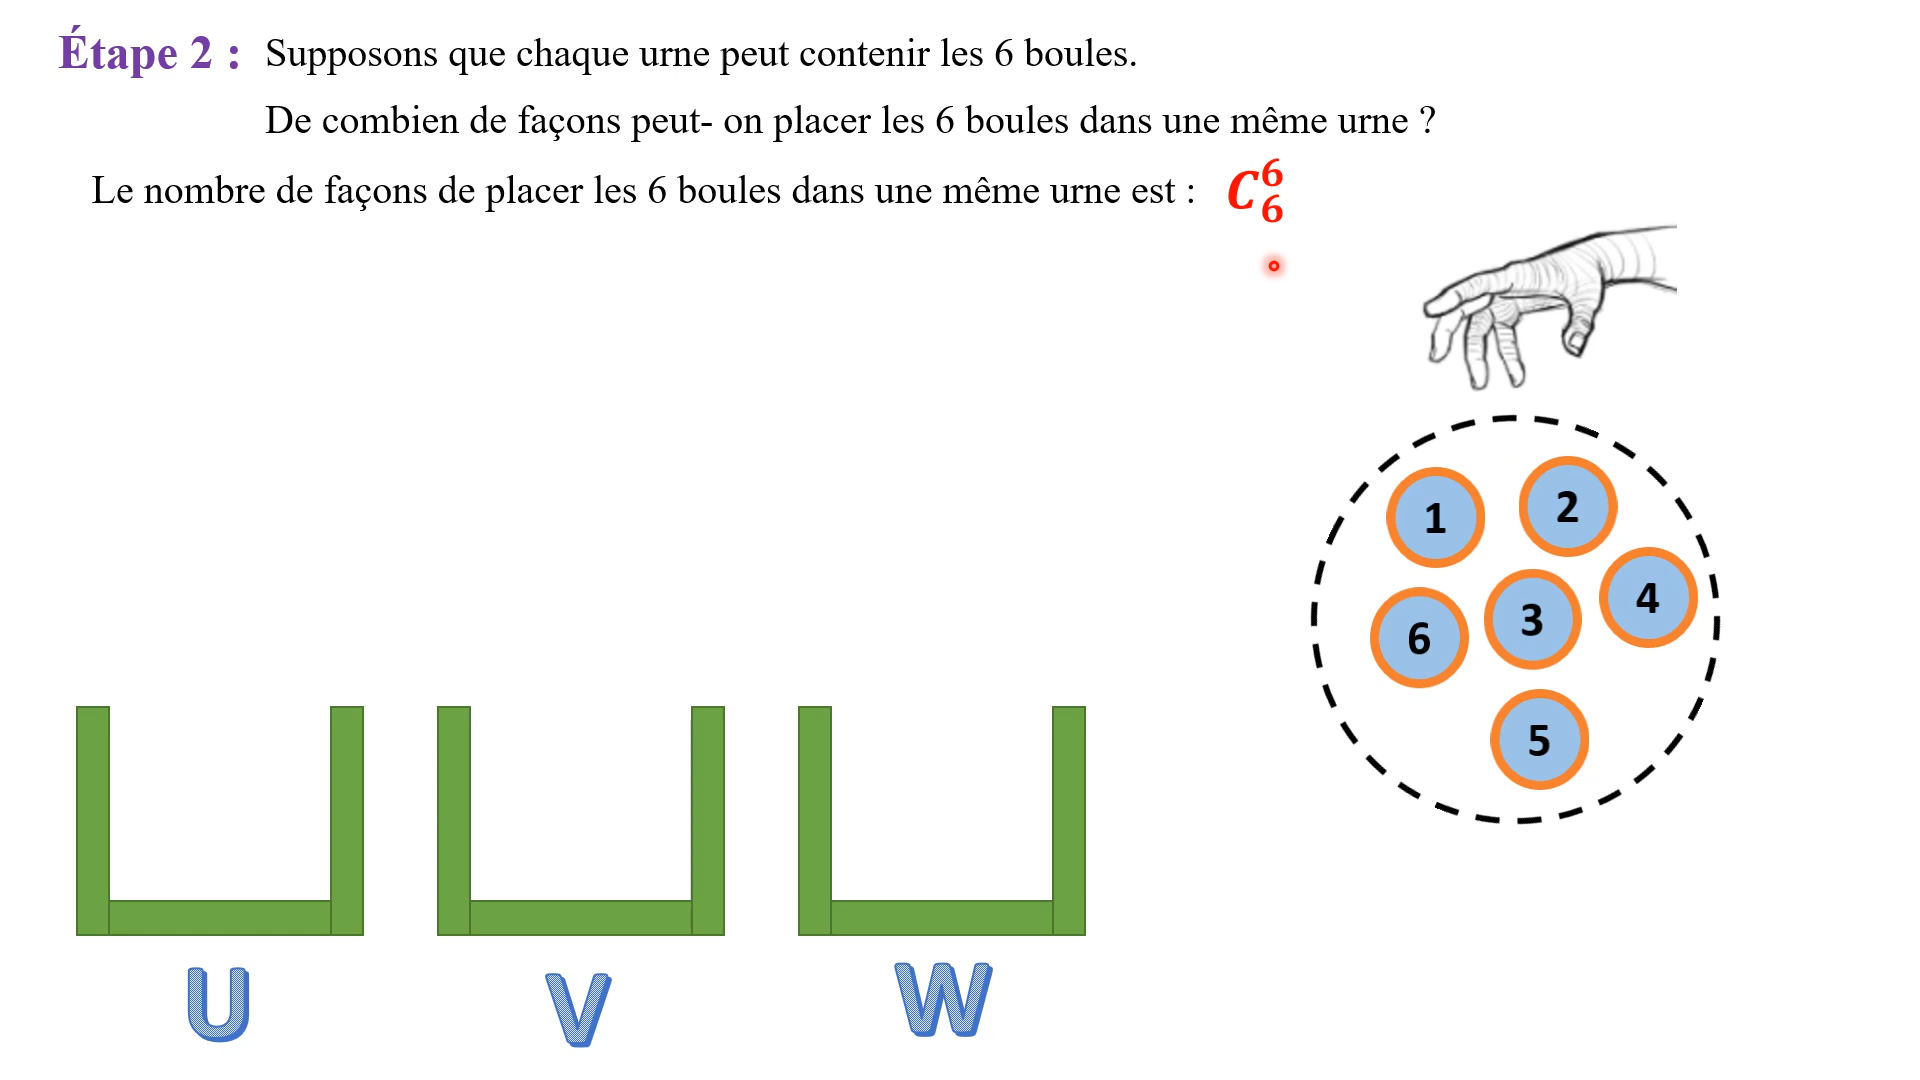 Étape 2 : Supposons que chaque urne peut contenir les 6 boules.
De combien de façons peut- on placer les 6 boules dans une même urne ?
Le nombre de façons de placer les 6 boules dans une même urne est : C₆⁶
1 2
6 3 4
5
U V W